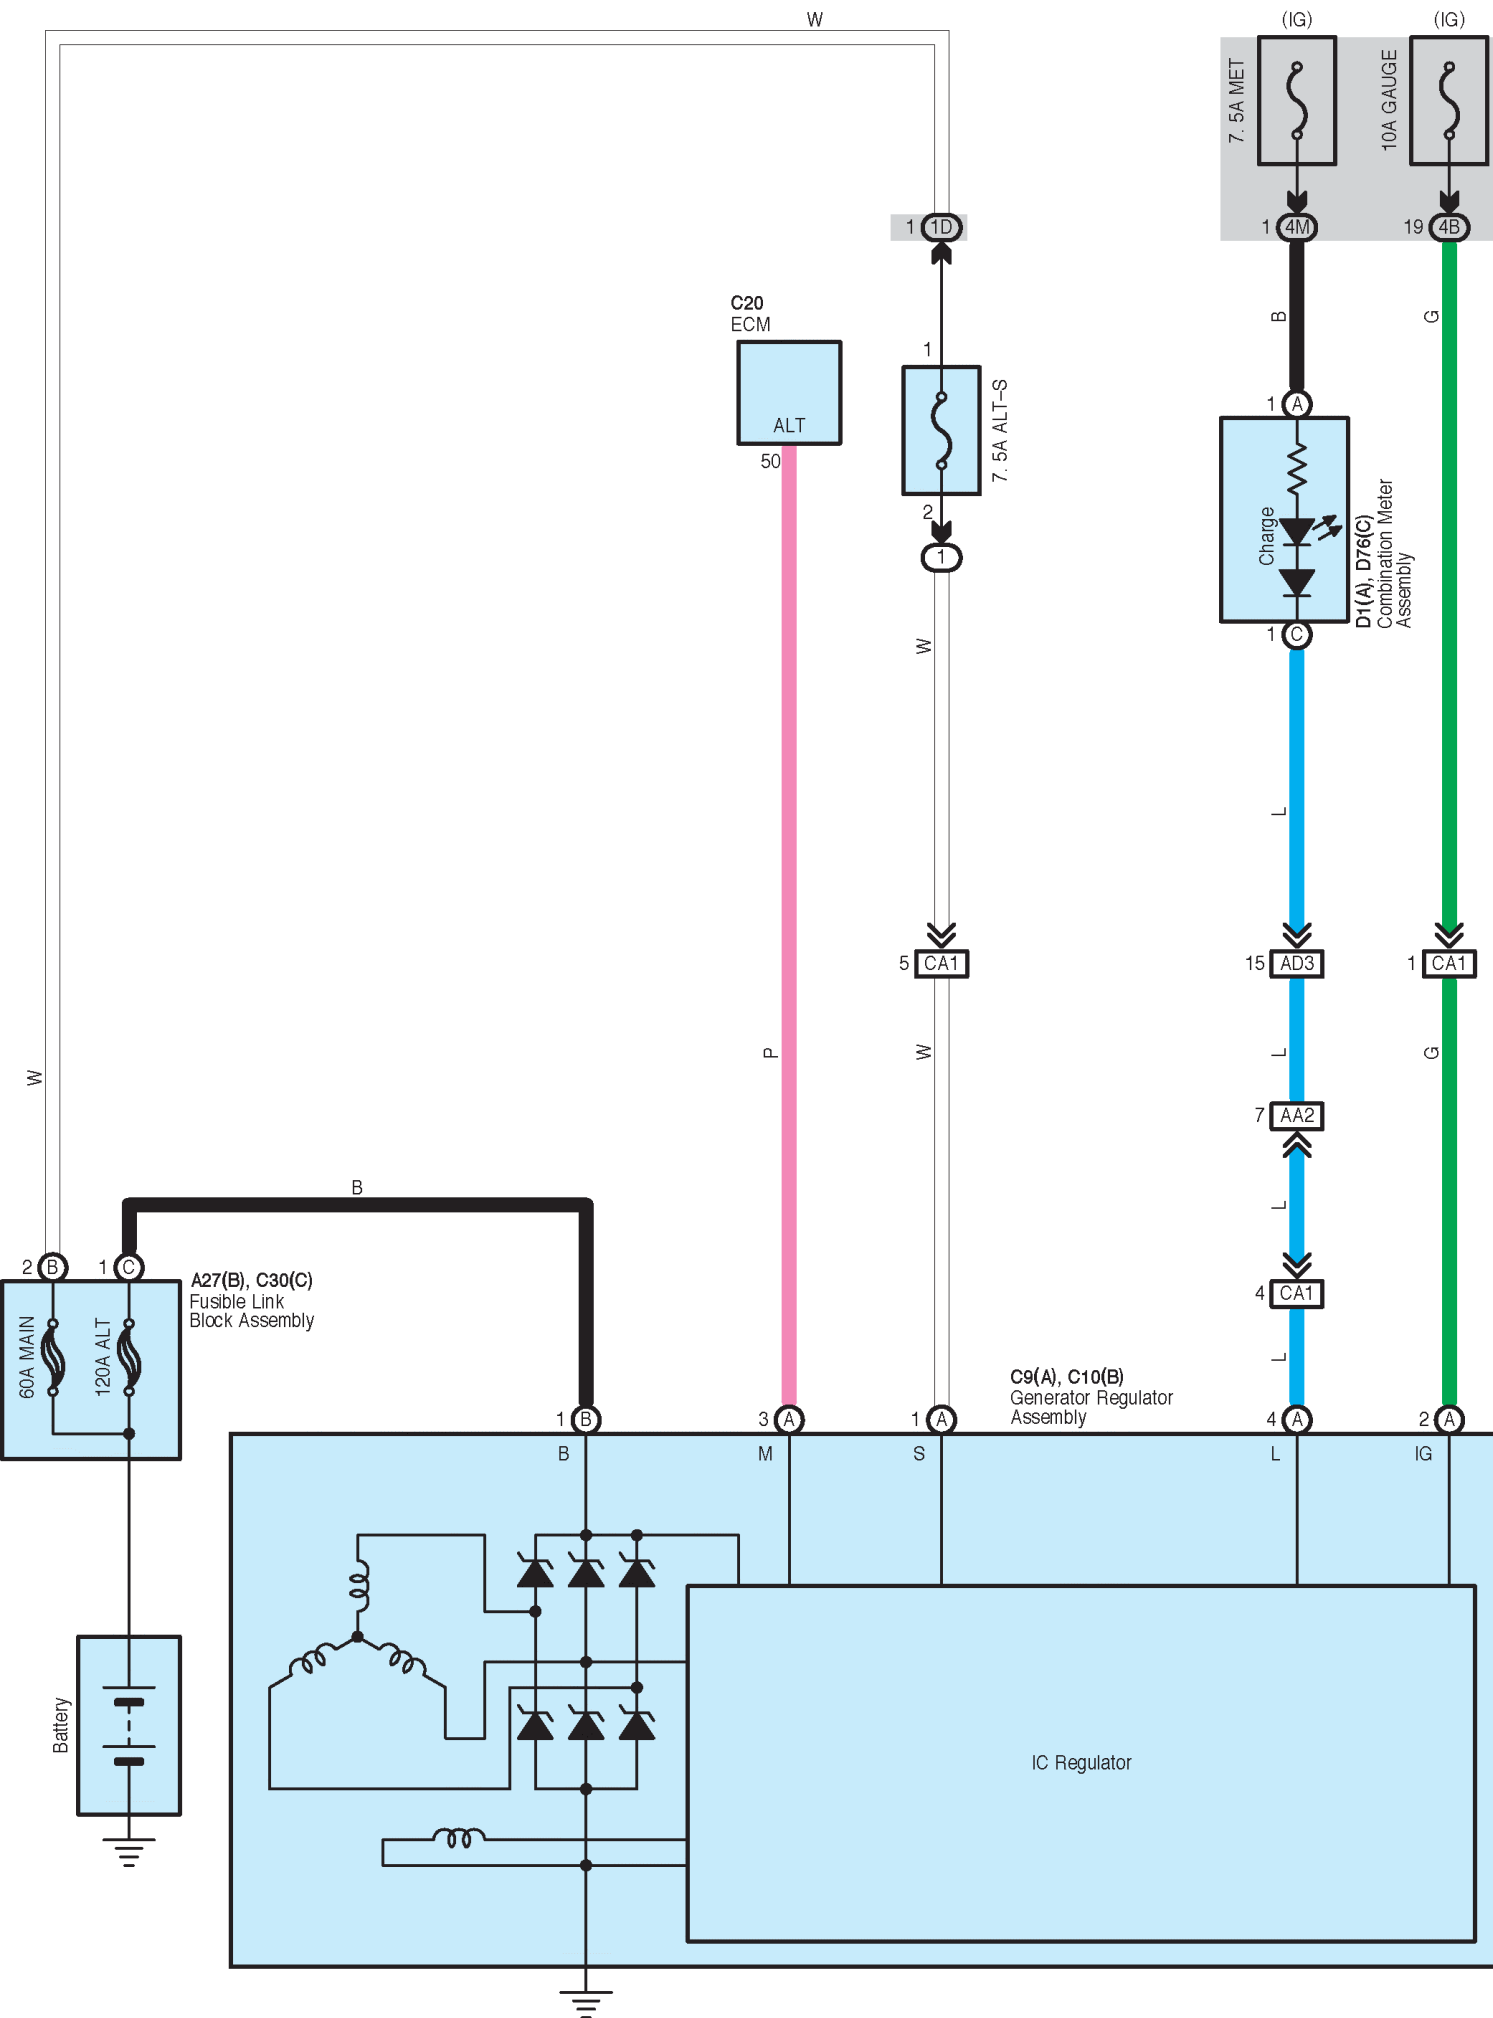 W
(IG)
(IG)
7. 5A MET
10A GAUGE
1 1D
1 4M
19 4B
C20
ECM
B
G
1
ALT
50
7. 5A ALT–S
1 A
2
1
Charge
D1(A), D76(C)
Combination Meter
Assembly
1 C
W
L
5 CA1
15 AD3
1 CA1
W
P
W
L
G
7 AA2
B
L
2 B
1 C
A27(B), C30(C)
Fusible Link
Block Assembly
60A MAIN
120A ALT
4 CA1
L
C9(A), C10(B)
Generator Regulator
Assembly
1 B
3 A
1 A
4 A
2 A
B
M
S
L
IG
Battery
IC Regulator